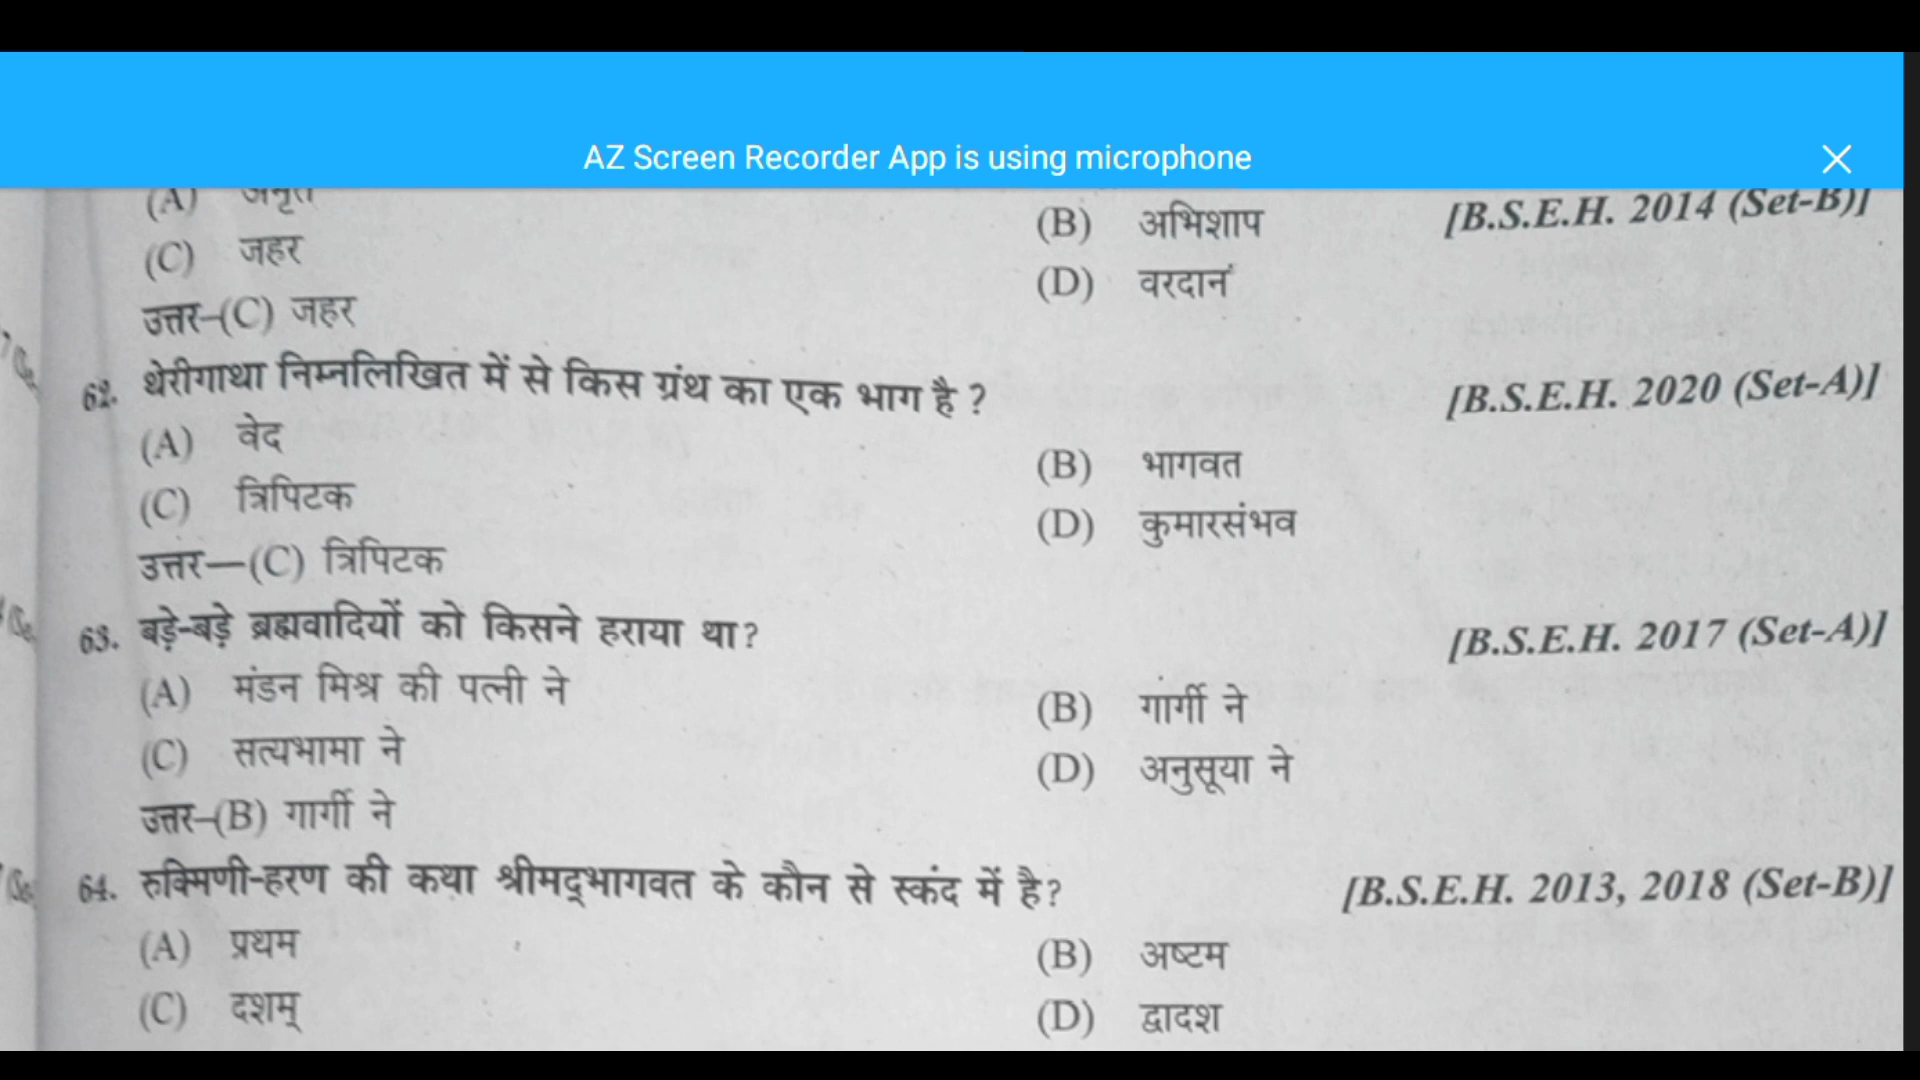 AZ Screen Recorder App is using microphone
(A) अमृत
(B) अभिशाप [B.S.E.H. 2014 (Set-B)]
(C) जहर
(D) वरदान
उत्तर-(C) जहर
62. थेरीगाथा निम्नलिखित में से किस ग्रंथ का एक भाग है ? [B.S.E.H. 2020 (Set-A)]
(A) वेद
(B) भागवत
(C) त्रिपिटक
(D) कुमारसंभव
उत्तर—(C) त्रिपिटक
63. बड़े-बड़े ब्रह्मवादियों को किसने हराया था? [B.S.E.H. 2017 (Set-A)]
(A) मंडन मिश्र की पत्नी ने
(B) गार्गी ने
(C) सत्यभामा ने
(D) अनुसूया ने
उत्तर-(B) गार्गी ने
64. रुक्मिणी-हरण की कथा श्रीमद्‌भागवत के कौन से स्कंद में है? [B.S.E.H. 2013, 2018 (Set-B)]
(A) प्रथम
(B) अष्टम
(C) दशम्
(D) द्वादश